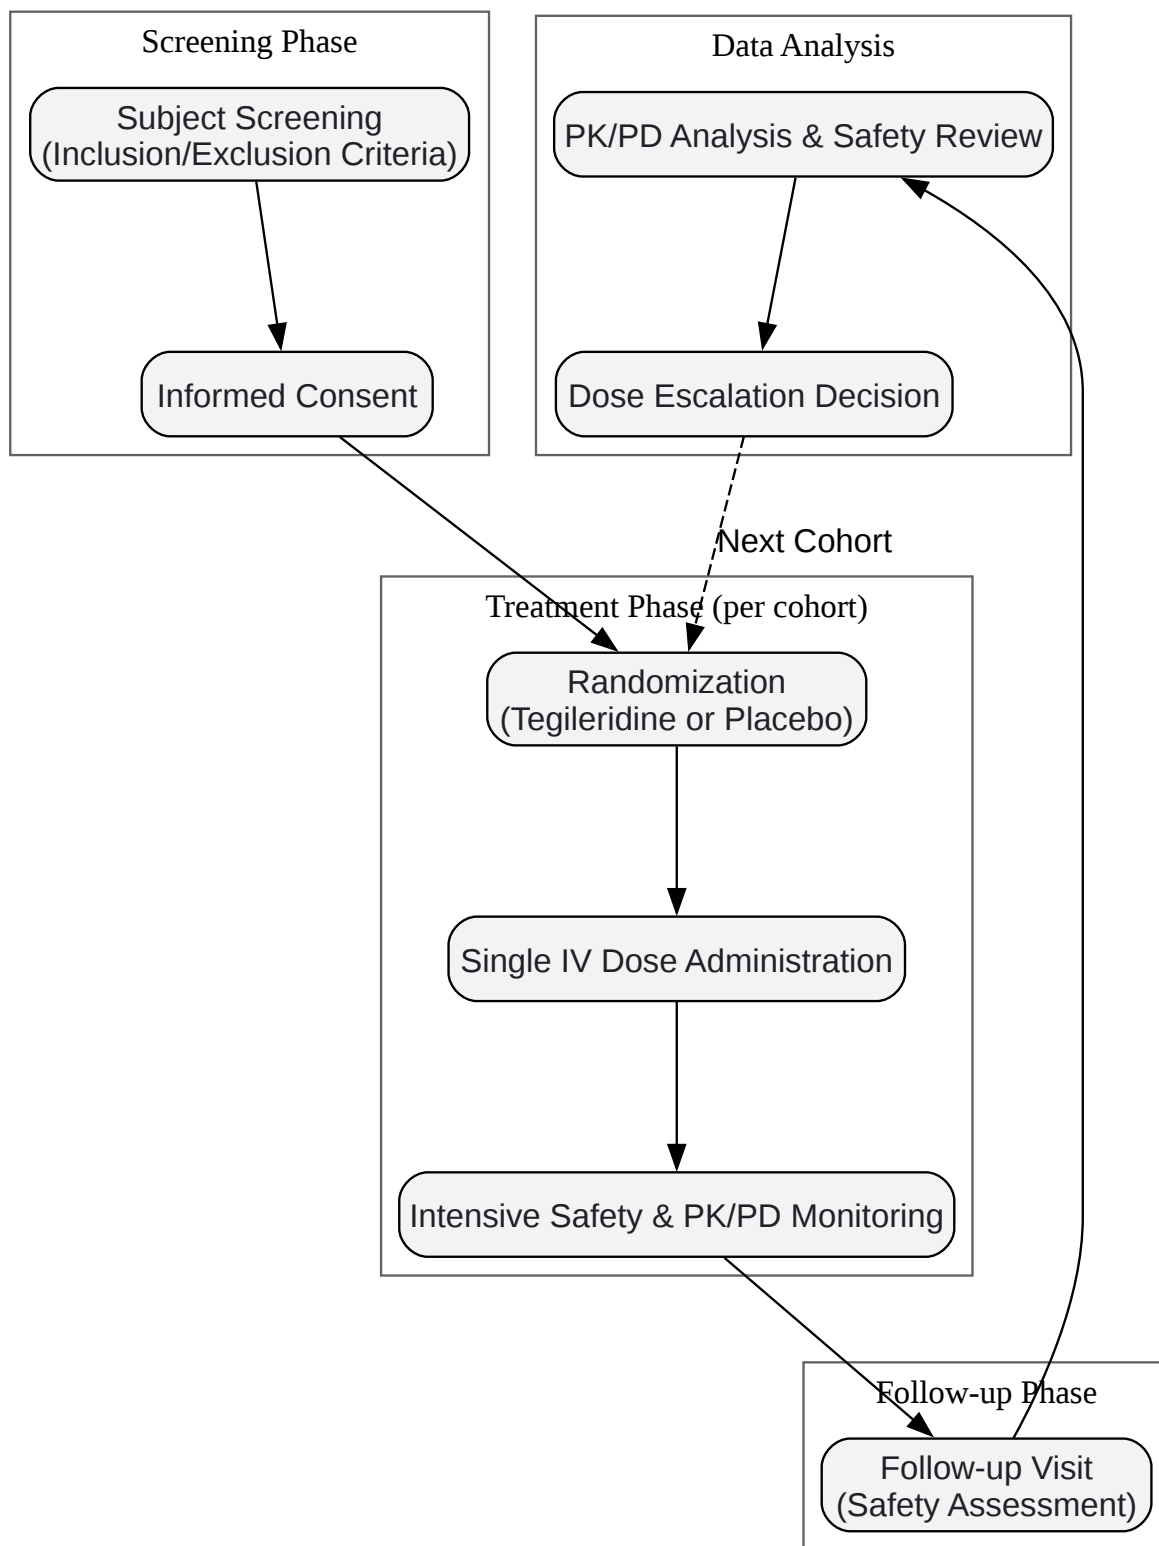 Screening Phase
Subject Screening
(Inclusion/Exclusion Criteria)
Informed Consent
Data Analysis
PK/PD Analysis & Safety Review
Dose Escalation Decision
Next Cohort
Treatment Phase (per cohort)
Randomization
(Tegileridine or Placebo)
Single IV Dose Administration
Intensive Safety & PK/PD Monitoring
Follow-up Phase
Follow-up Visit
(Safety Assessment)